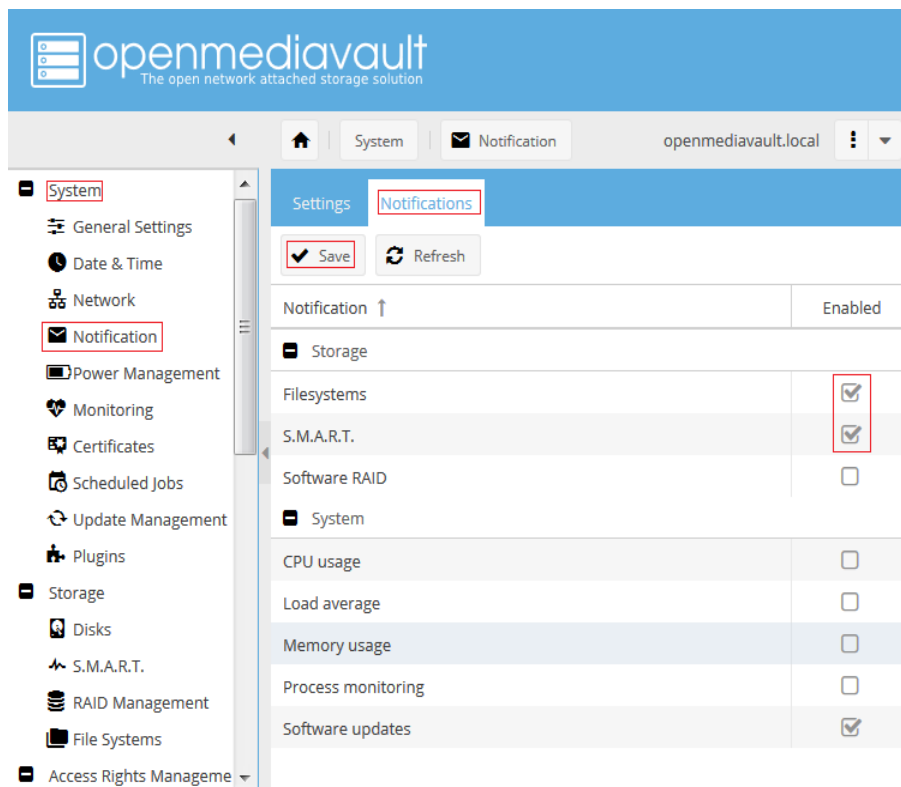 openmediavault
The open network attached storage solution
System
Notification
openmediavault.local
System
General Settings
Date & Time
Network
Notification
Power Management
Monitoring
Certificates
Scheduled Jobs
Update Management
Plugins
Storage
Disks
S.M.A.R.T.
RAID Management
File Systems
Access Rights Manageme
Settings
Notifications
Save
Refresh
Notification
Enabled
Storage
Filesystems
S.M.A.R.T.
Software RAID
System
CPU usage
Load average
Memory usage
Process monitoring
Software updates